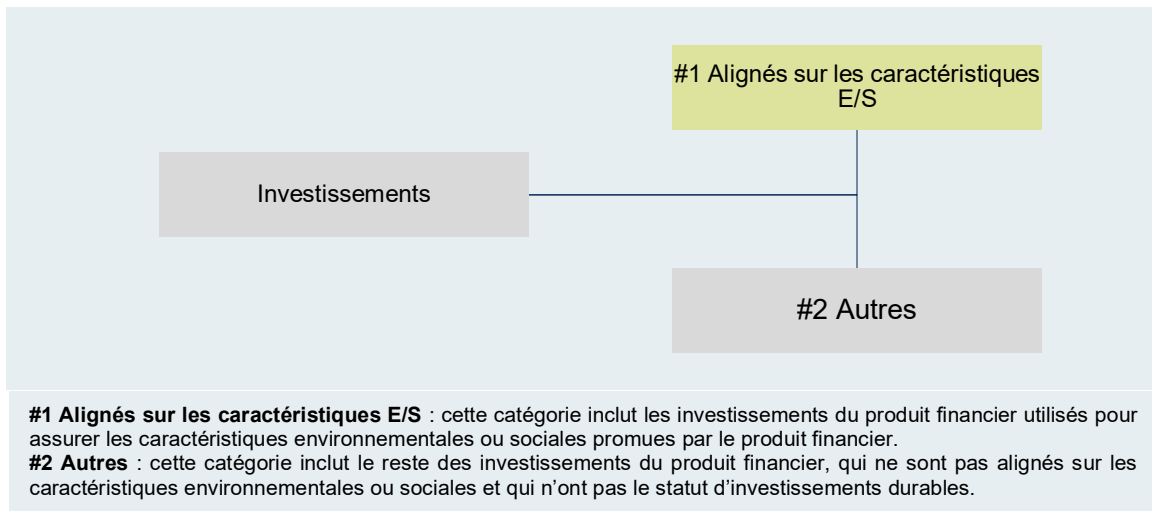 #1 Alignés sur les caractéristiques
E/S
Investissements
#2 Autres
#1 Alignés sur les caractéristiques E/S : cette catégorie inclut les investissements du produit financier utilisés pour
assurer les caractéristiques environnementales ou sociales promues par le produit financier.
#2 Autres : cette catégorie inclut le reste des investissements du produit financier, qui ne sont pas alignés sur les
caractéristiques environnementales ou sociales et qui n’ont pas le statut d’investissements durables.